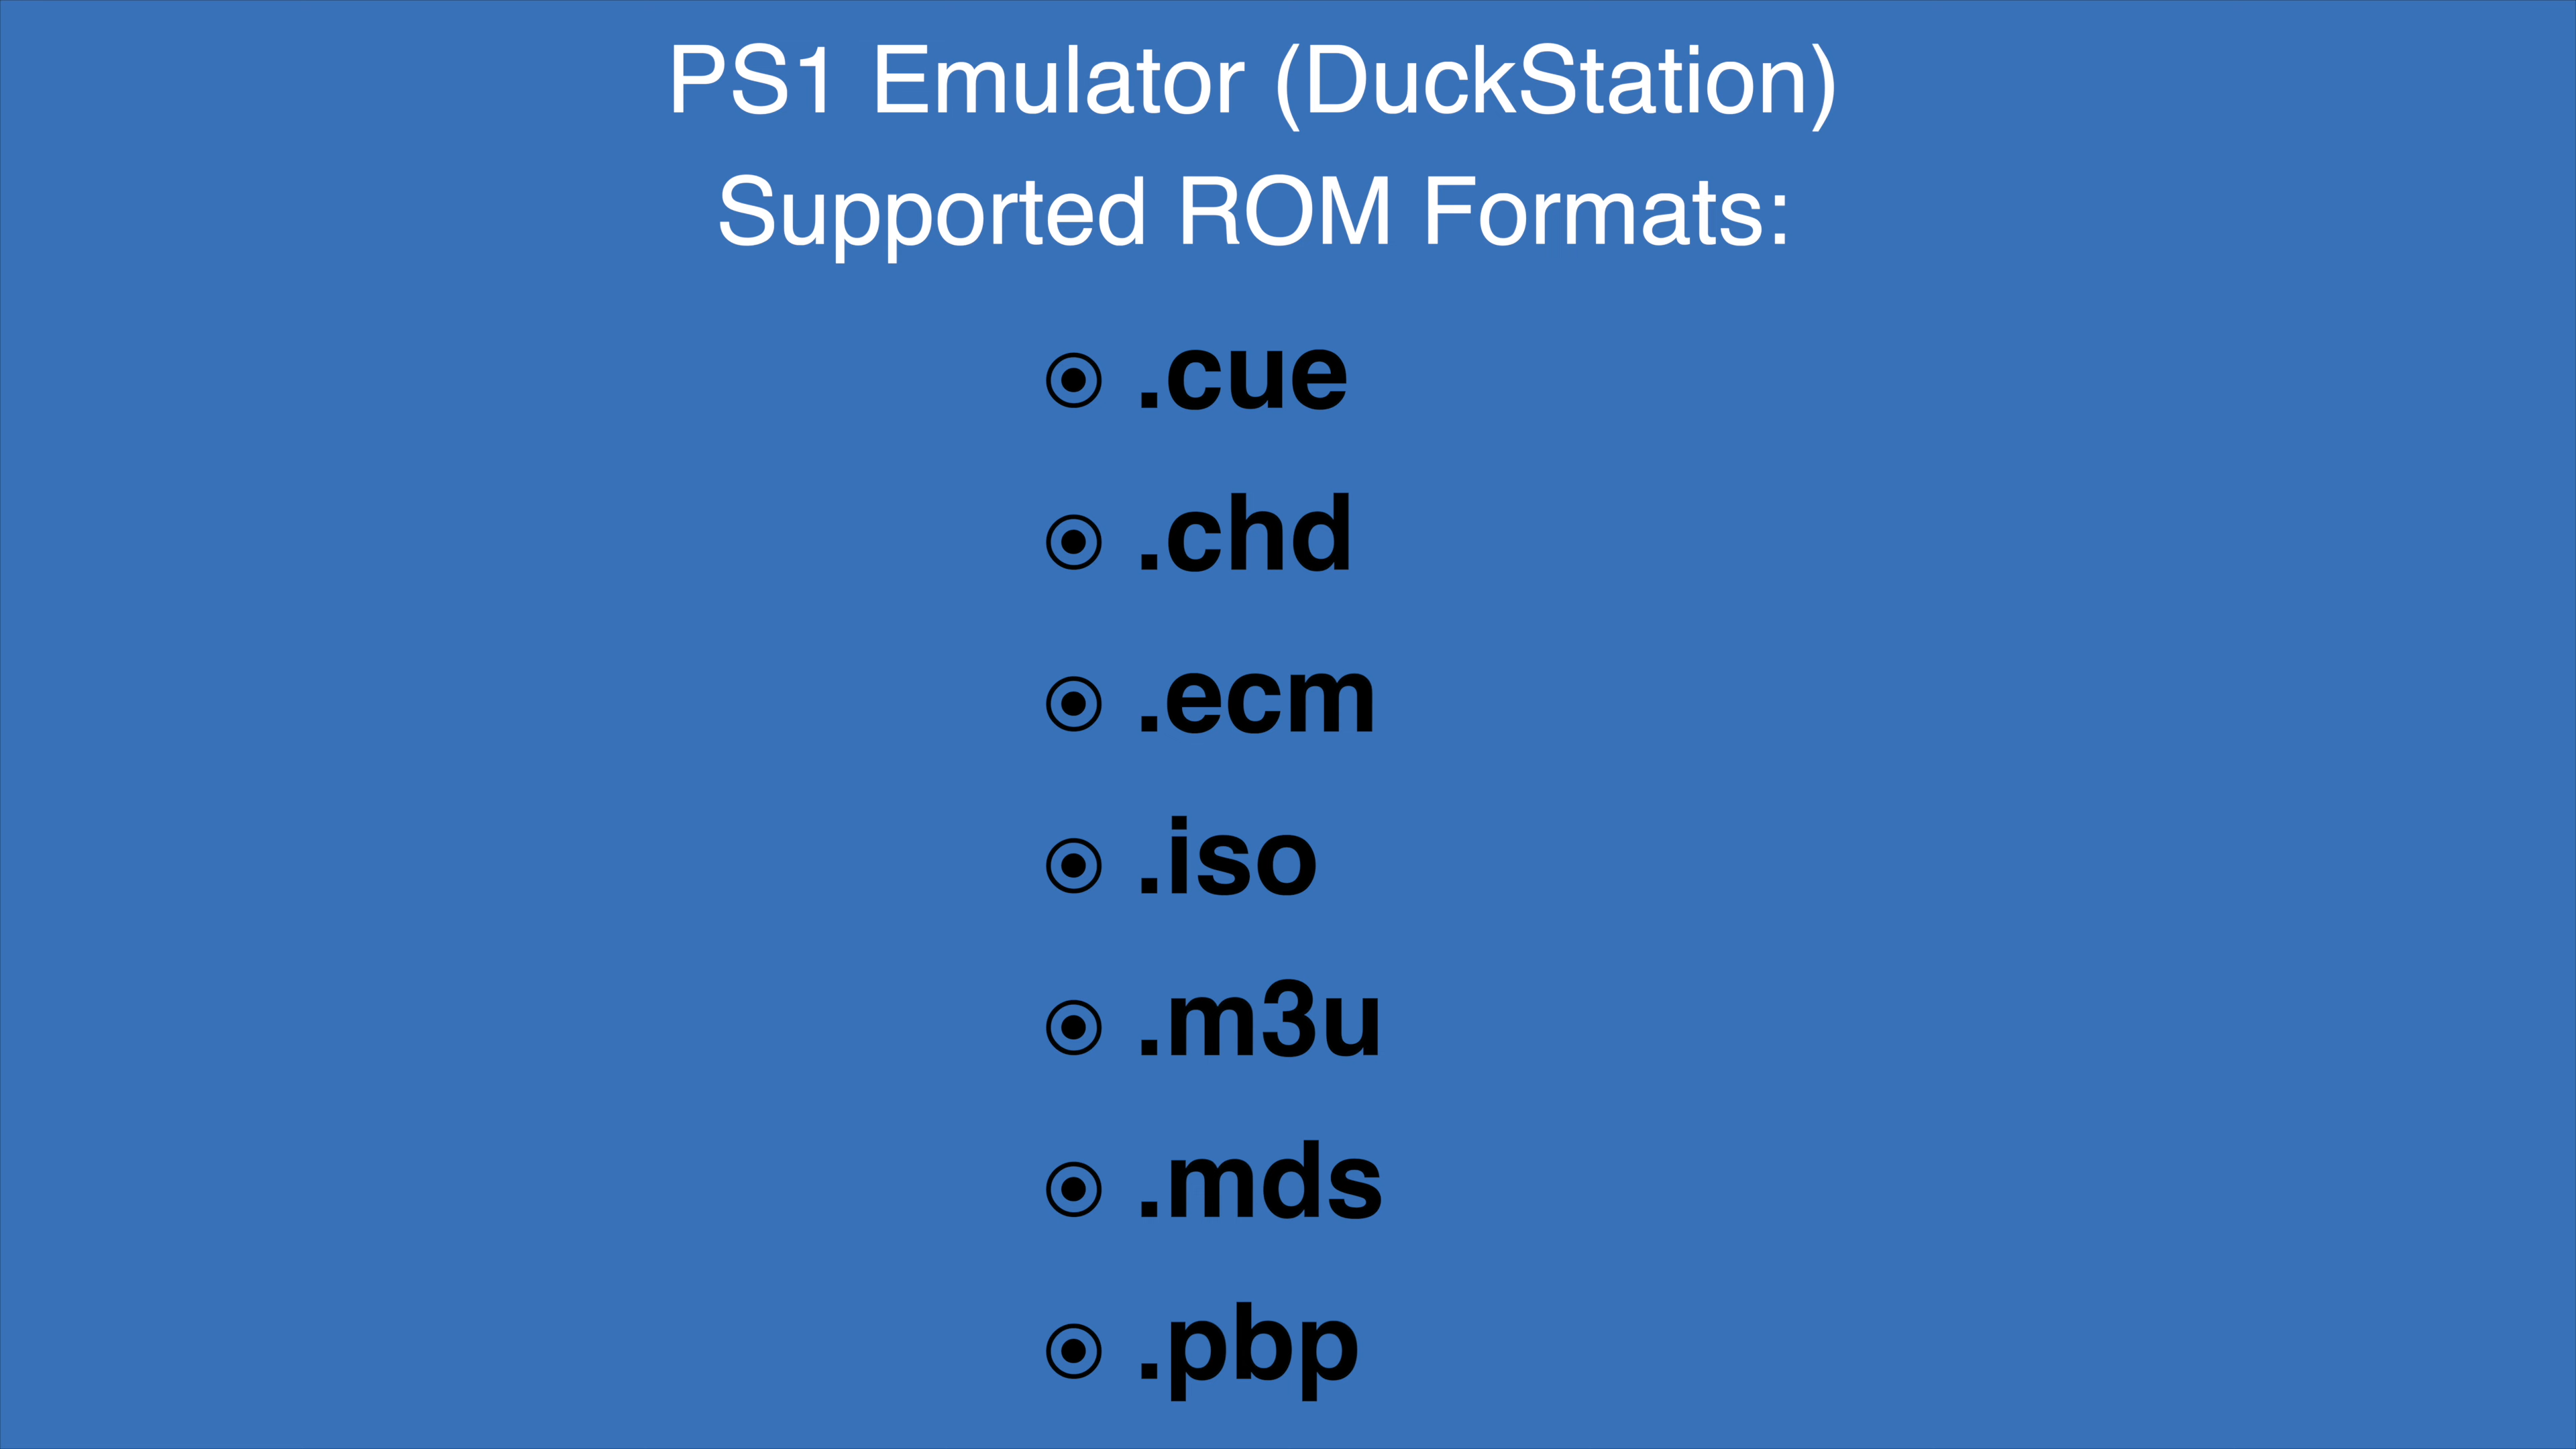 PS1 Emulator (DuckStation)
Supported ROM Formats:
.cue
.chd
.ecm
.iso
.m3u
.mds
.pbp